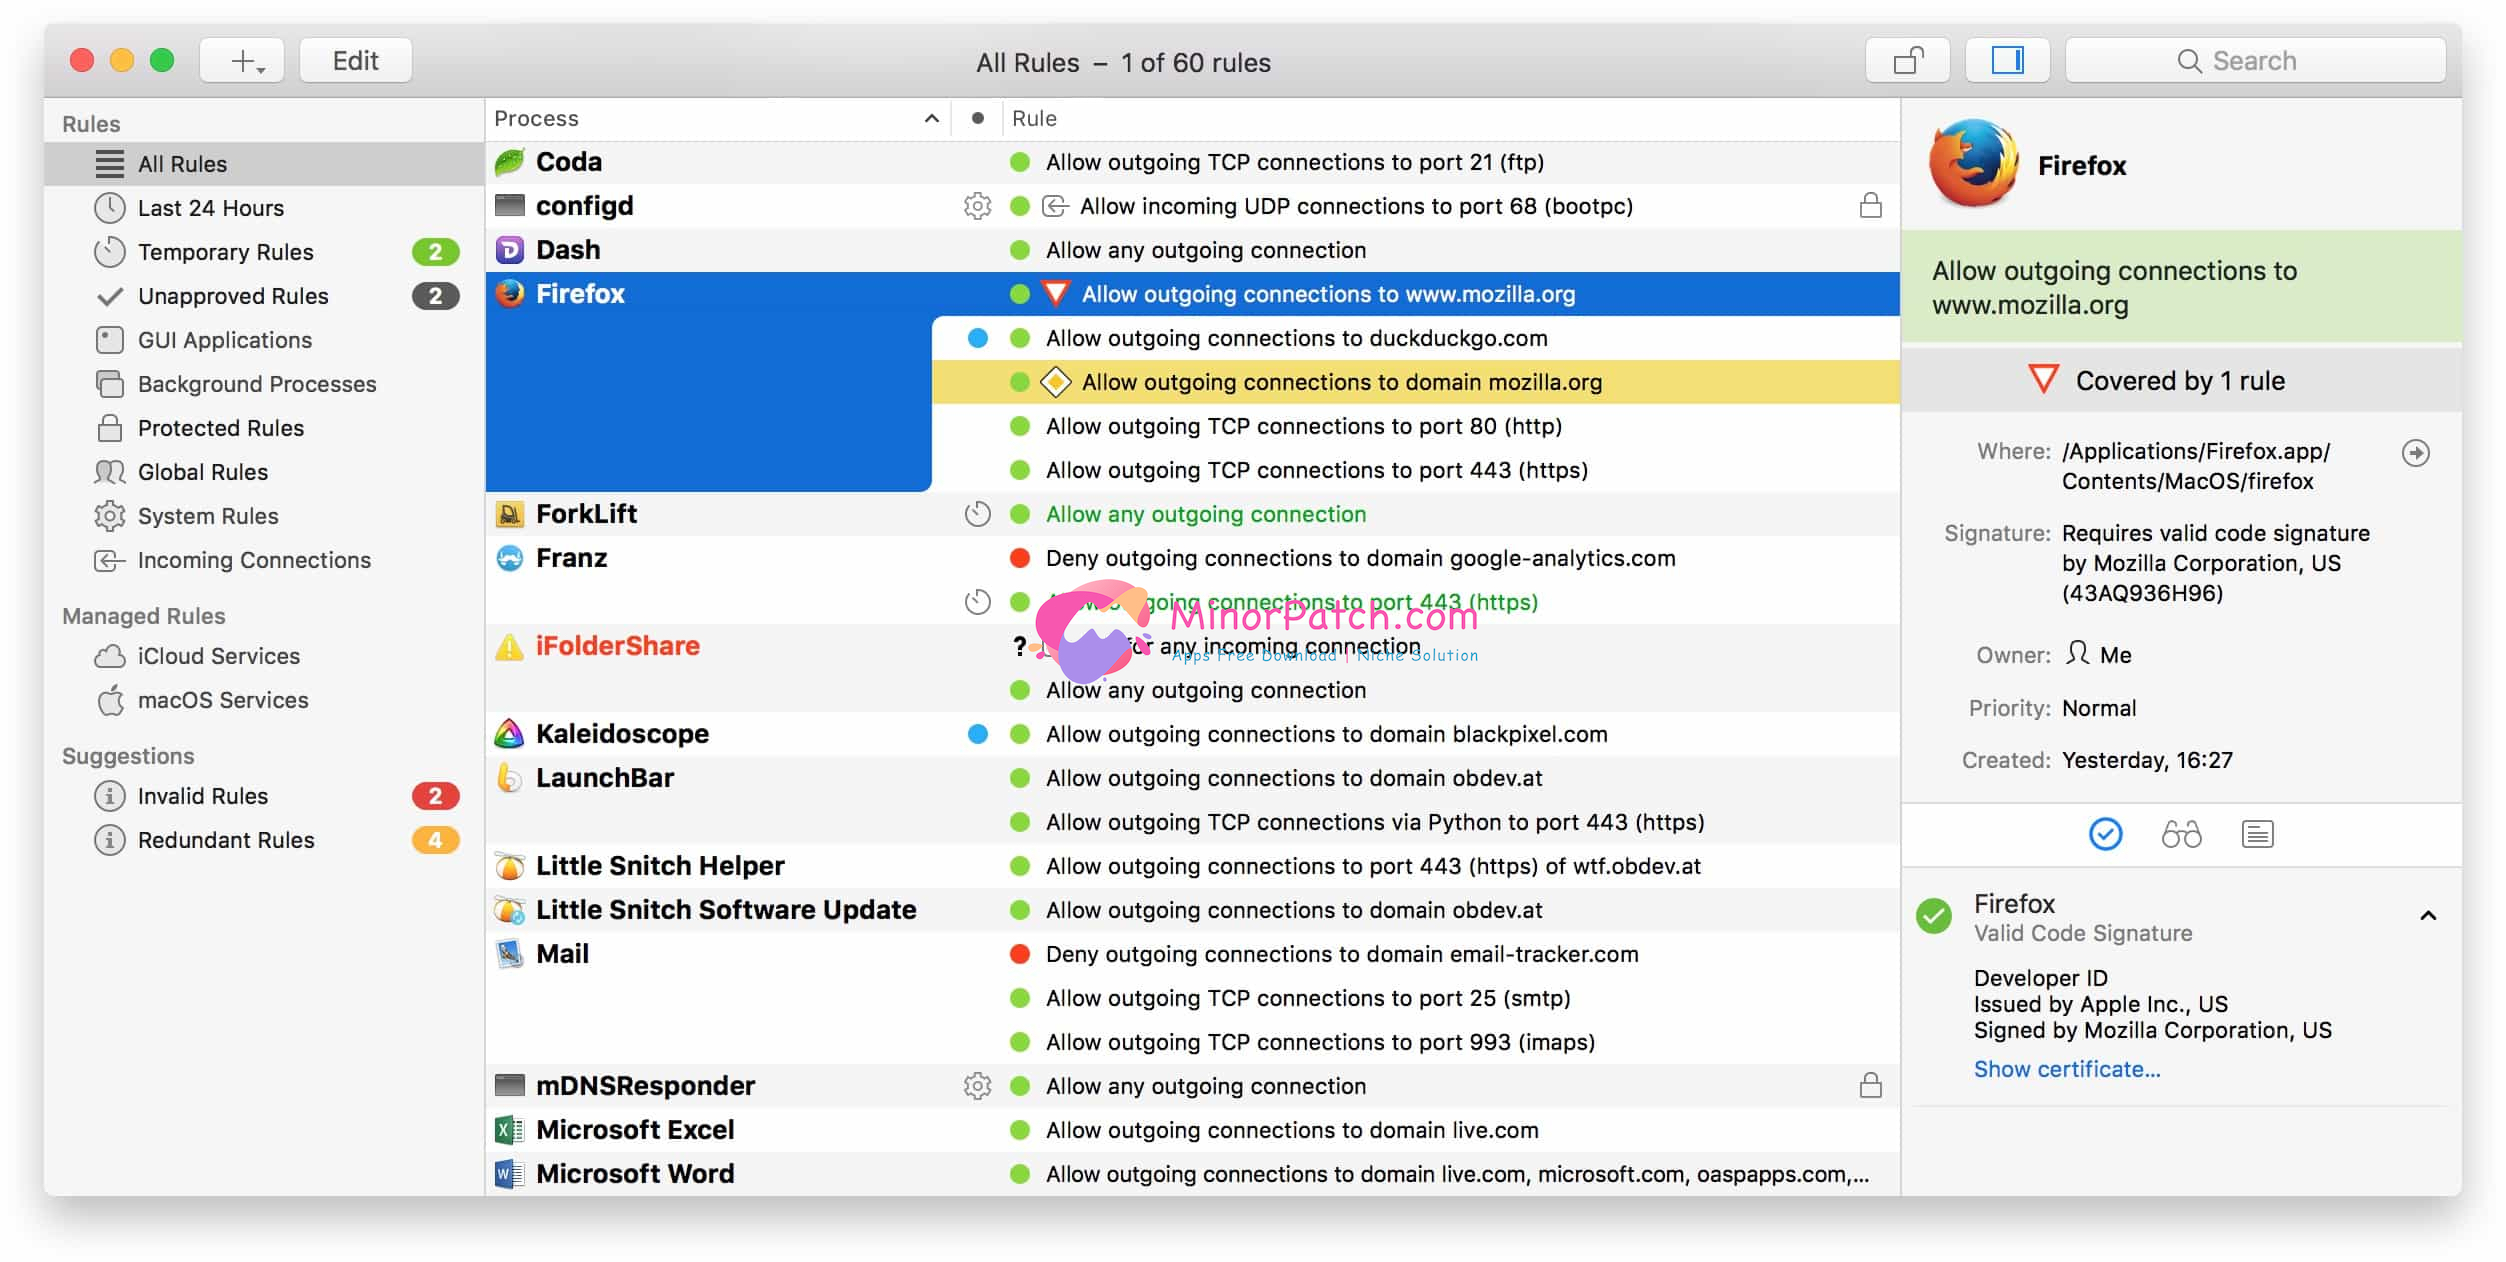 Edit
All Rules – 1 of 60 rules
Search
Rules
All Rules
Last 24 Hours
Temporary Rules 2
Unapproved Rules 2
GUI Applications
Background Processes
Protected Rules
Global Rules
System Rules
Incoming Connections
Managed Rules
iCloud Services
macOS Services
Suggestions
Invalid Rules 2
Redundant Rules 4
Process Rule
Coda Allow outgoing TCP connections to port 21 (ftp)
configd Allow incoming UDP connections to port 68 (bootpc)
Dash Allow any outgoing connection
Firefox Allow outgoing connections to www.mozilla.org
Allow outgoing connections to duckduckgo.com
Allow outgoing connections to domain mozilla.org
Allow outgoing TCP connections to port 80 (http)
Allow outgoing TCP connections to port 443 (https)
ForkLift Allow any outgoing connection
Franz Deny outgoing connections to domain google-analytics.com
going connections to port 443 (https)
MinorPatch.com
iFolderShare ? for any incoming connection
Apps Free Download | Niche Solution
Allow any outgoing connection
Kaleidoscope Allow outgoing connections to domain blackpixel.com
LaunchBar Allow outgoing connections to domain obdev.at
Allow outgoing TCP connections via Python to port 443 (https)
Little Snitch Helper Allow outgoing connections to port 443 (https) of wtf.obdev.at
Little Snitch Software Update Allow outgoing connections to domain obdev.at
Mail Deny outgoing connections to domain email-tracker.com
Allow outgoing TCP connections to port 25 (smtp)
Allow outgoing TCP connections to port 993 (imaps)
mDNSResponder Allow any outgoing connection
Microsoft Excel Allow outgoing connections to domain live.com
Microsoft Word Allow outgoing connections to domain live.com, microsoft.com, oaspapps.com,...
Firefox
Allow outgoing connections to
www.mozilla.org
Covered by 1 rule
Where: /Applications/Firefox.app/
Contents/MacOS/firefox
Signature: Requires valid code signature
by Mozilla Corporation, US
(43AQ936H96)
Owner: Me
Priority: Normal
Created: Yesterday, 16:27
Firefox
Valid Code Signature
Developer ID
Issued by Apple Inc., US
Signed by Mozilla Corporation, US
Show certificate...